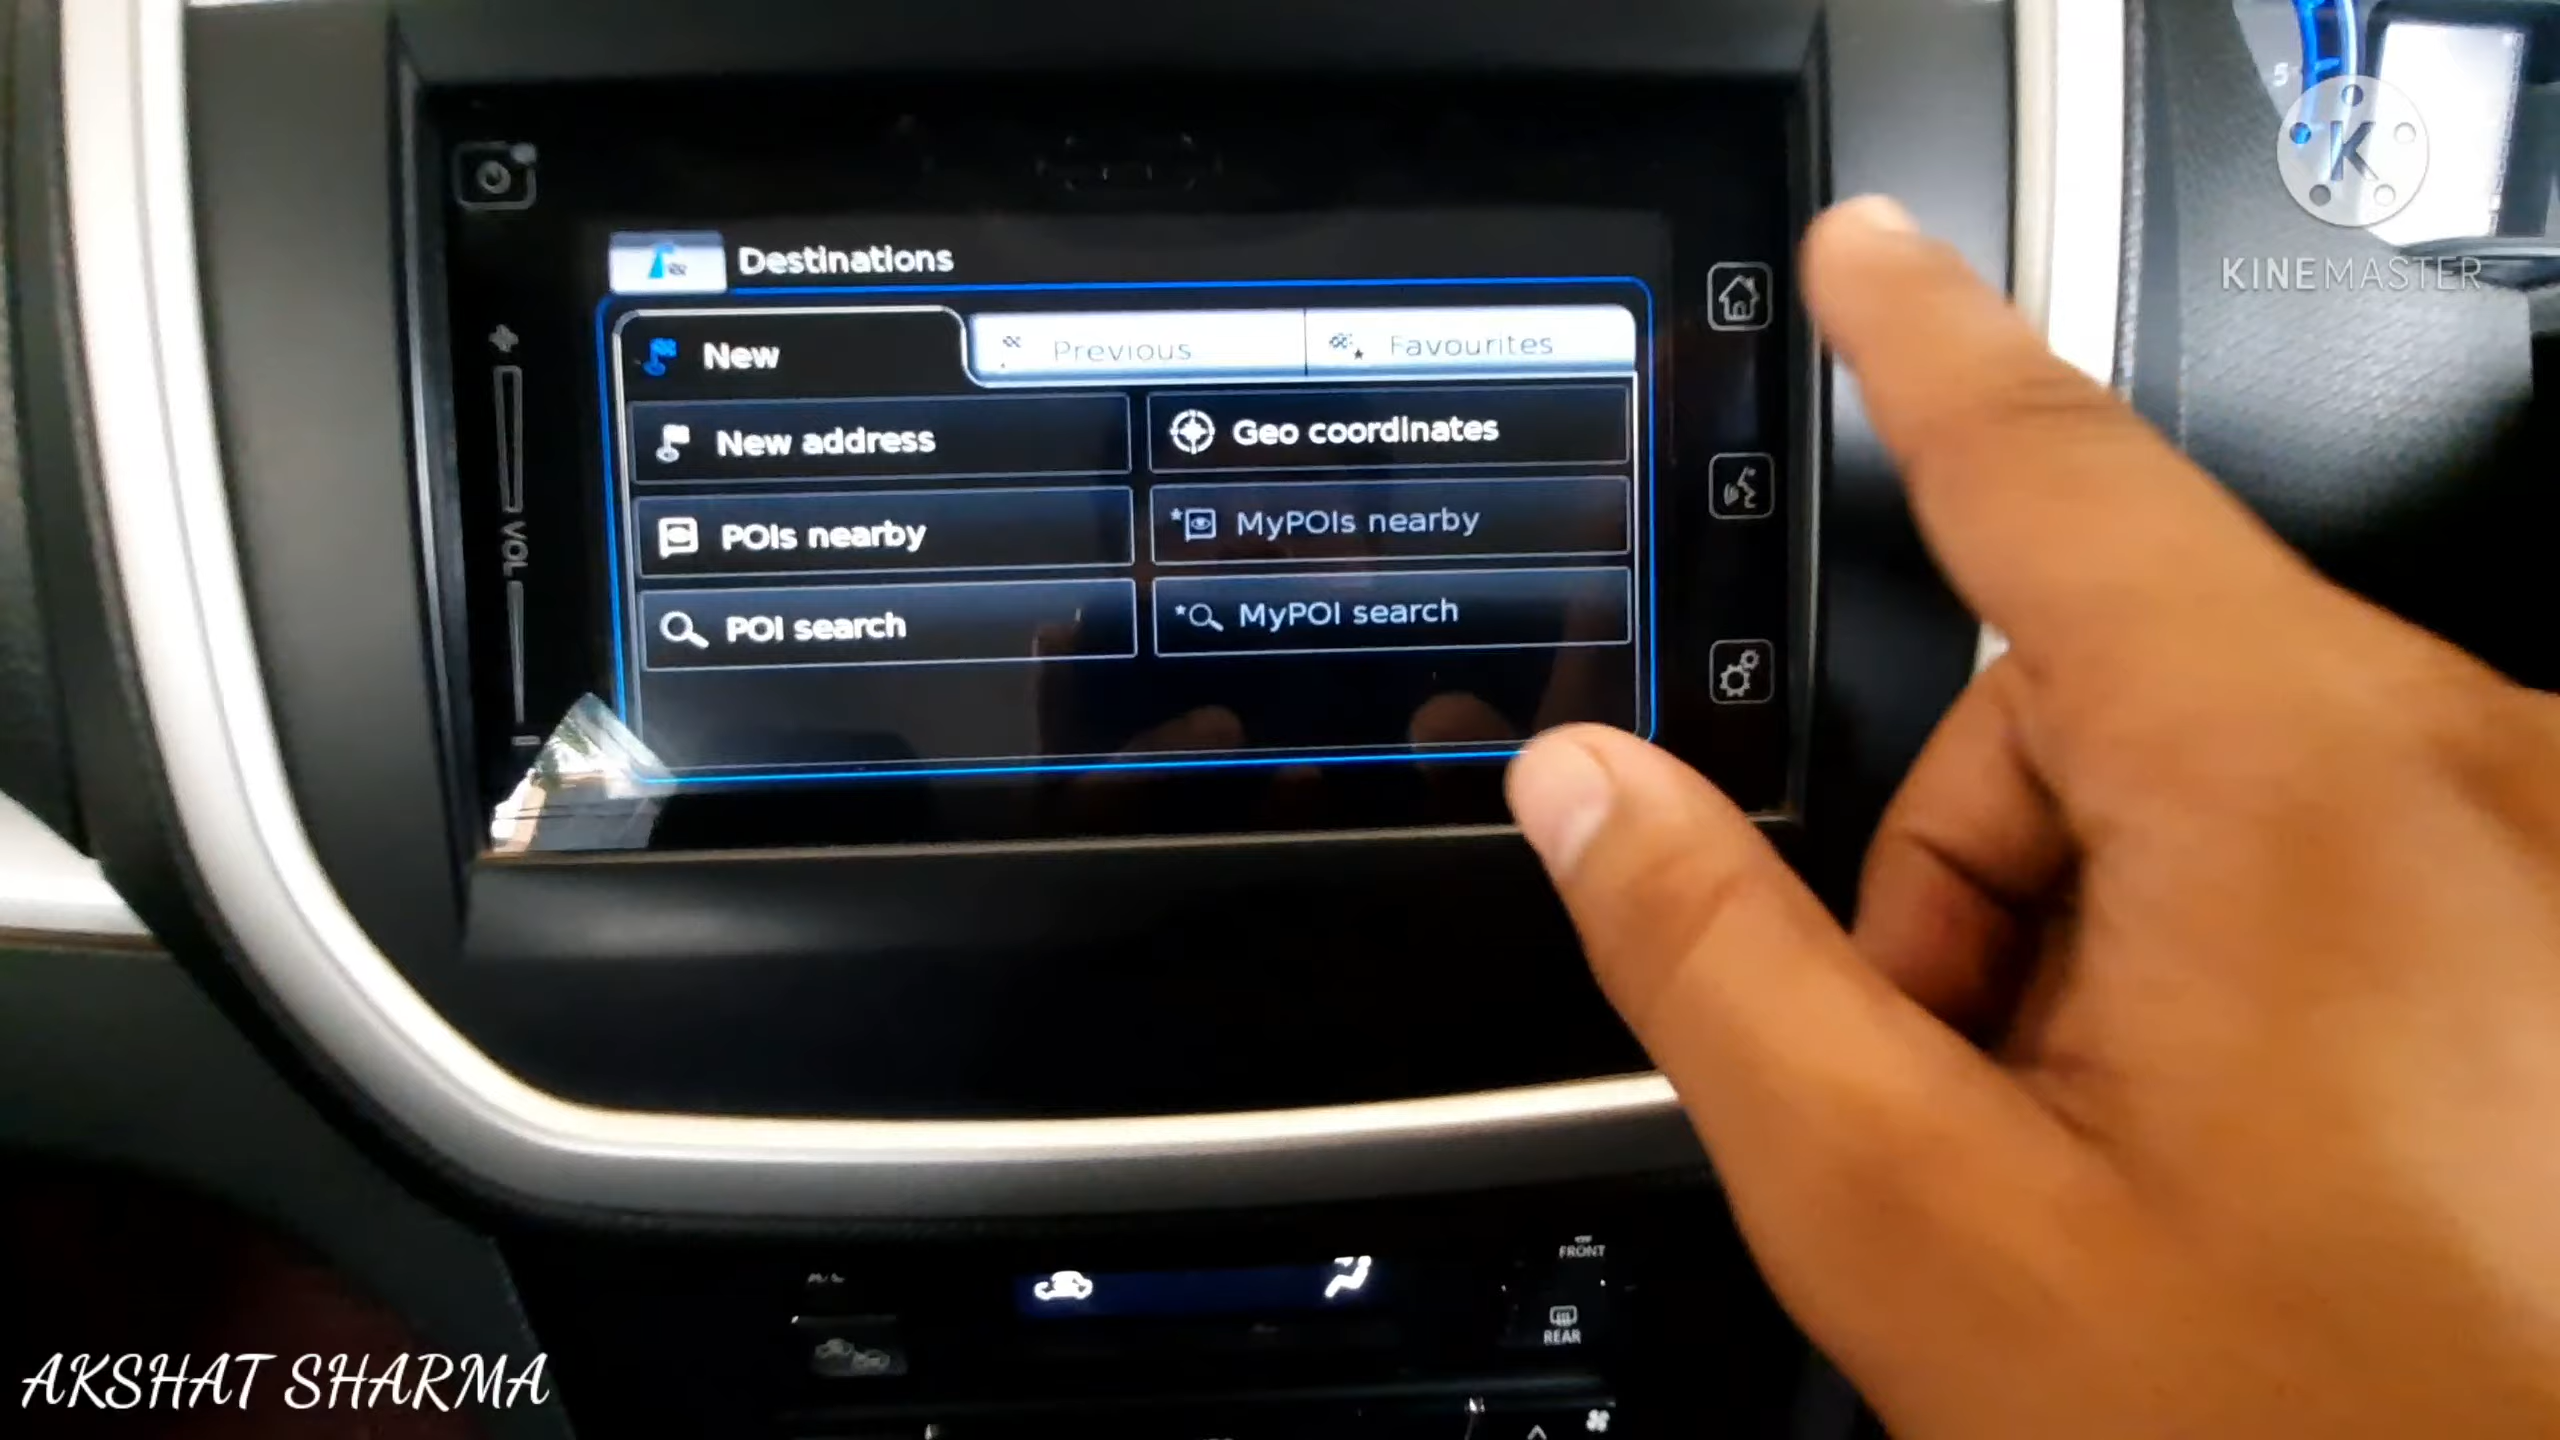 5
K
KINEMASTER
Destinations
New
Previous
Favourites
New address
Geo coordinates
POIs nearby
MyPOIs nearby
POI search
MyPOI search
VOL
FRONT
REAR
AKSHAT SHARMA